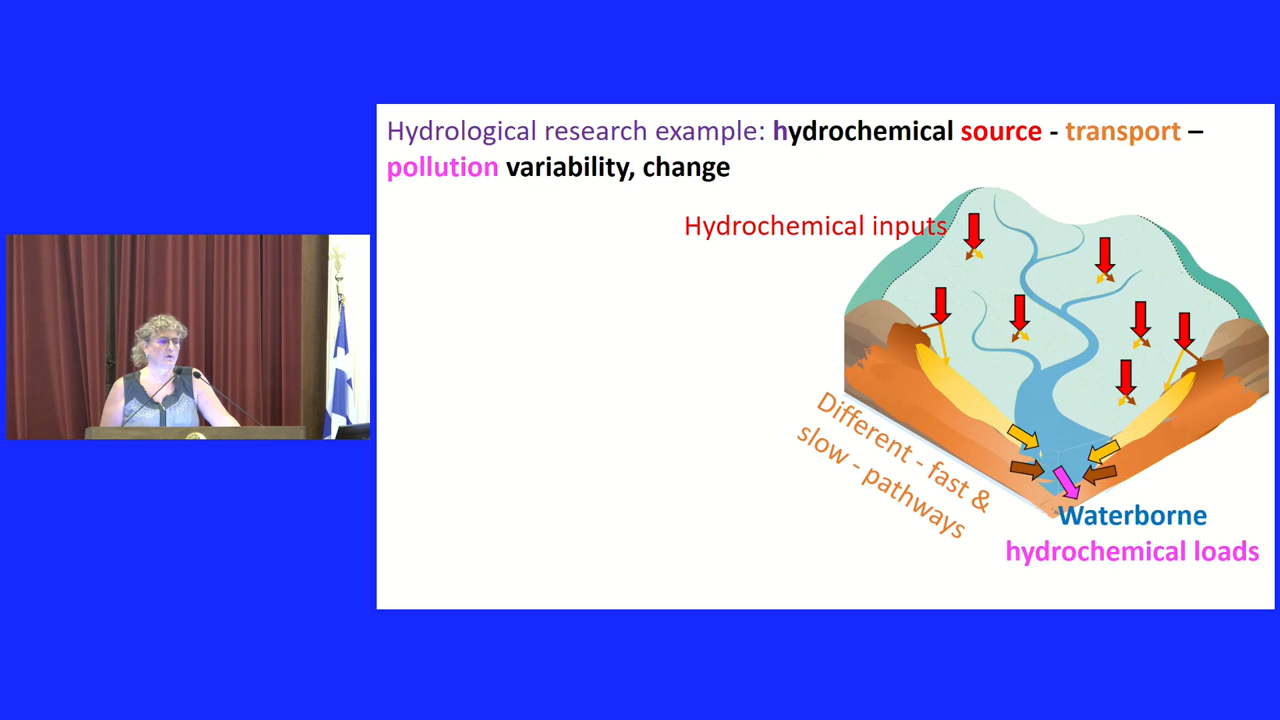 Hydrological research example: hydrochemical source - transport –
pollution variability, change
Hydrochemical inputs
Different - fast &
slow - pathways
Waterborne
hydrochemical loads